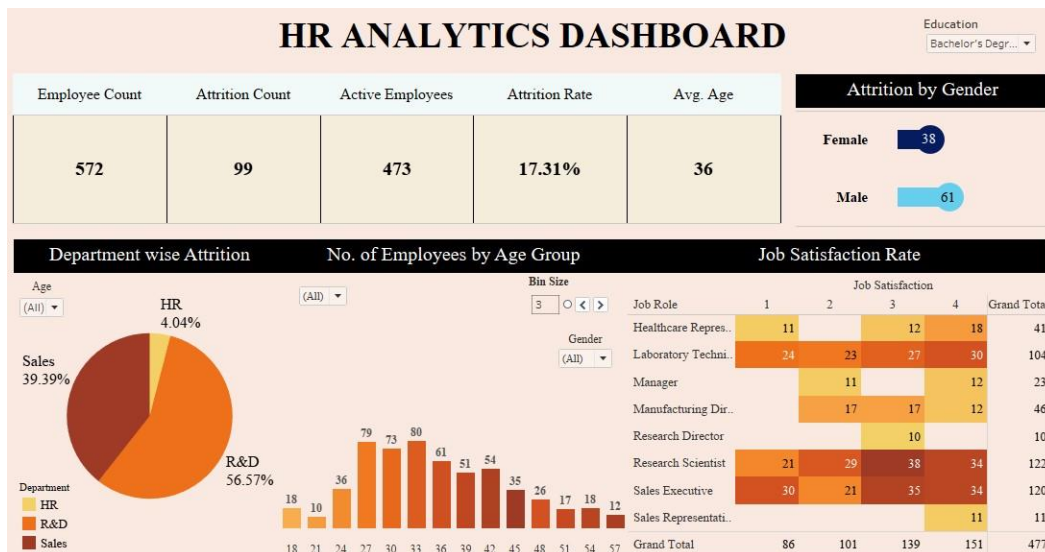 HR ANALYTICS DASHBOARD
Education
Bachelor's Degr...
Employee Count Attrition Count Active Employees Attrition Rate Avg. Age
572 99 473 17.31% 36
Attrition by Gender
Female 38
Male 61
Department wise Attrition No. of Employees by Age Group Job Satisfaction Rate
Age
(All)
HR
4.04%
Sales
39.39%
R&D
56.57%
Department
HR
R&D
Sales
(All)
Bin Size
3
Gender
(All)
18 10 36 79 73 80 61 51 54 35 26 17 18 12
18 21 24 27 30 33 36 39 42 45 48 51 54 57
Job Satisfaction
Job Role 1 2 3 4 Grand Tota
Healthcare Repres.. 11 12 18 41
Laboratory Techni.. 24 23 27 30 104
Manager 11 12 23
Manufacturing Dir.. 17 17 12 46
Research Director 10 10
Research Scientist 21 29 38 34 122
Sales Executive 30 21 35 34 120
Sales Representati.. 11 11
Grand Total 86 101 139 151 477